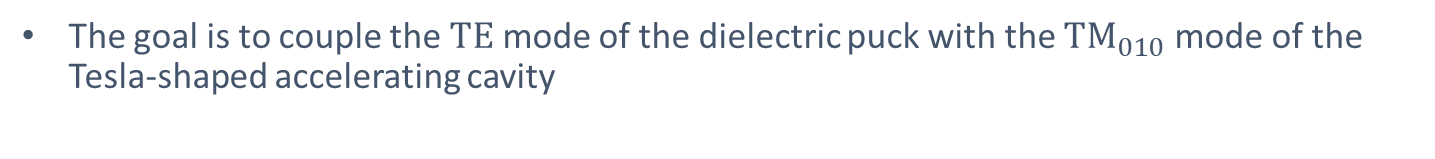 • The goal is to couple the TE mode of the dielectric puck with the TM₀₁₀ mode of the
Tesla-shaped accelerating cavity